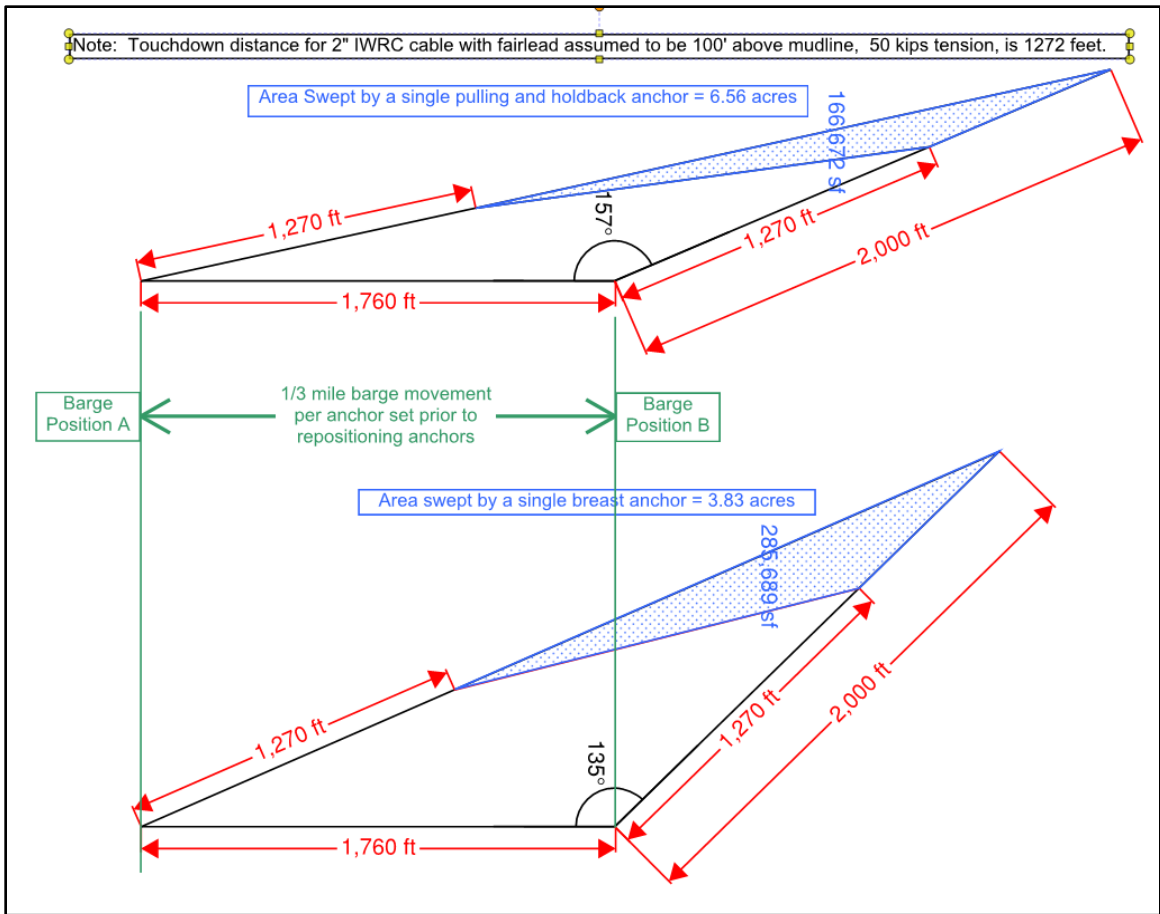 Note:  Touchdown distance for 2" IWRC cable with fairlead assumed to be 100' above mudline,  50 kips tension, is 1272 feet.
Area Swept by a single pulling and holdback anchor = 6.56 acres
166,672 sf
1,270 ft
157°
1,270 ft
2,000 ft
1,760 ft
Barge
Position A
1/3 mile barge movement
per anchor set prior to
repositioning anchors
Barge
Position B
Area swept by a single breast anchor = 3.83 acres
285,689 sf
1,270 ft
135°
1,270 ft
2,000 ft
1,760 ft